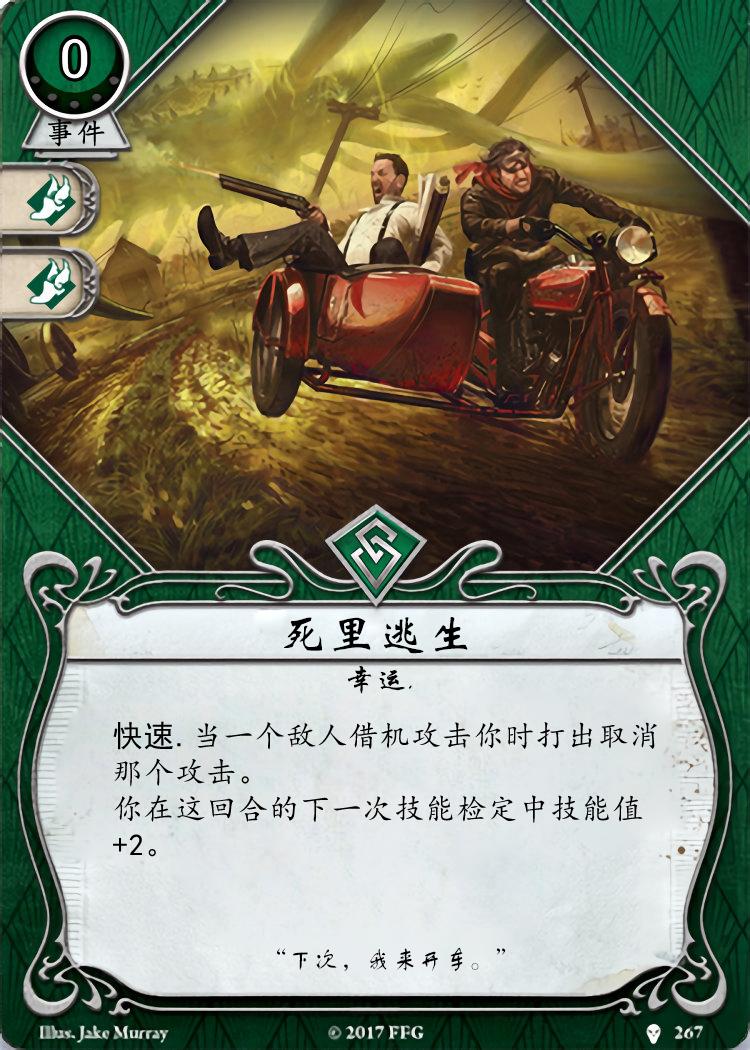 0
事件
死里逃生
幸运.
快速. 当一个敌人借机攻击你时打出取消
那个攻击。
你在这回合的下一次技能检定中技能值
+2。
“下次，我来开车。”
Illus. Jake Murray
© 2017 FFG
267